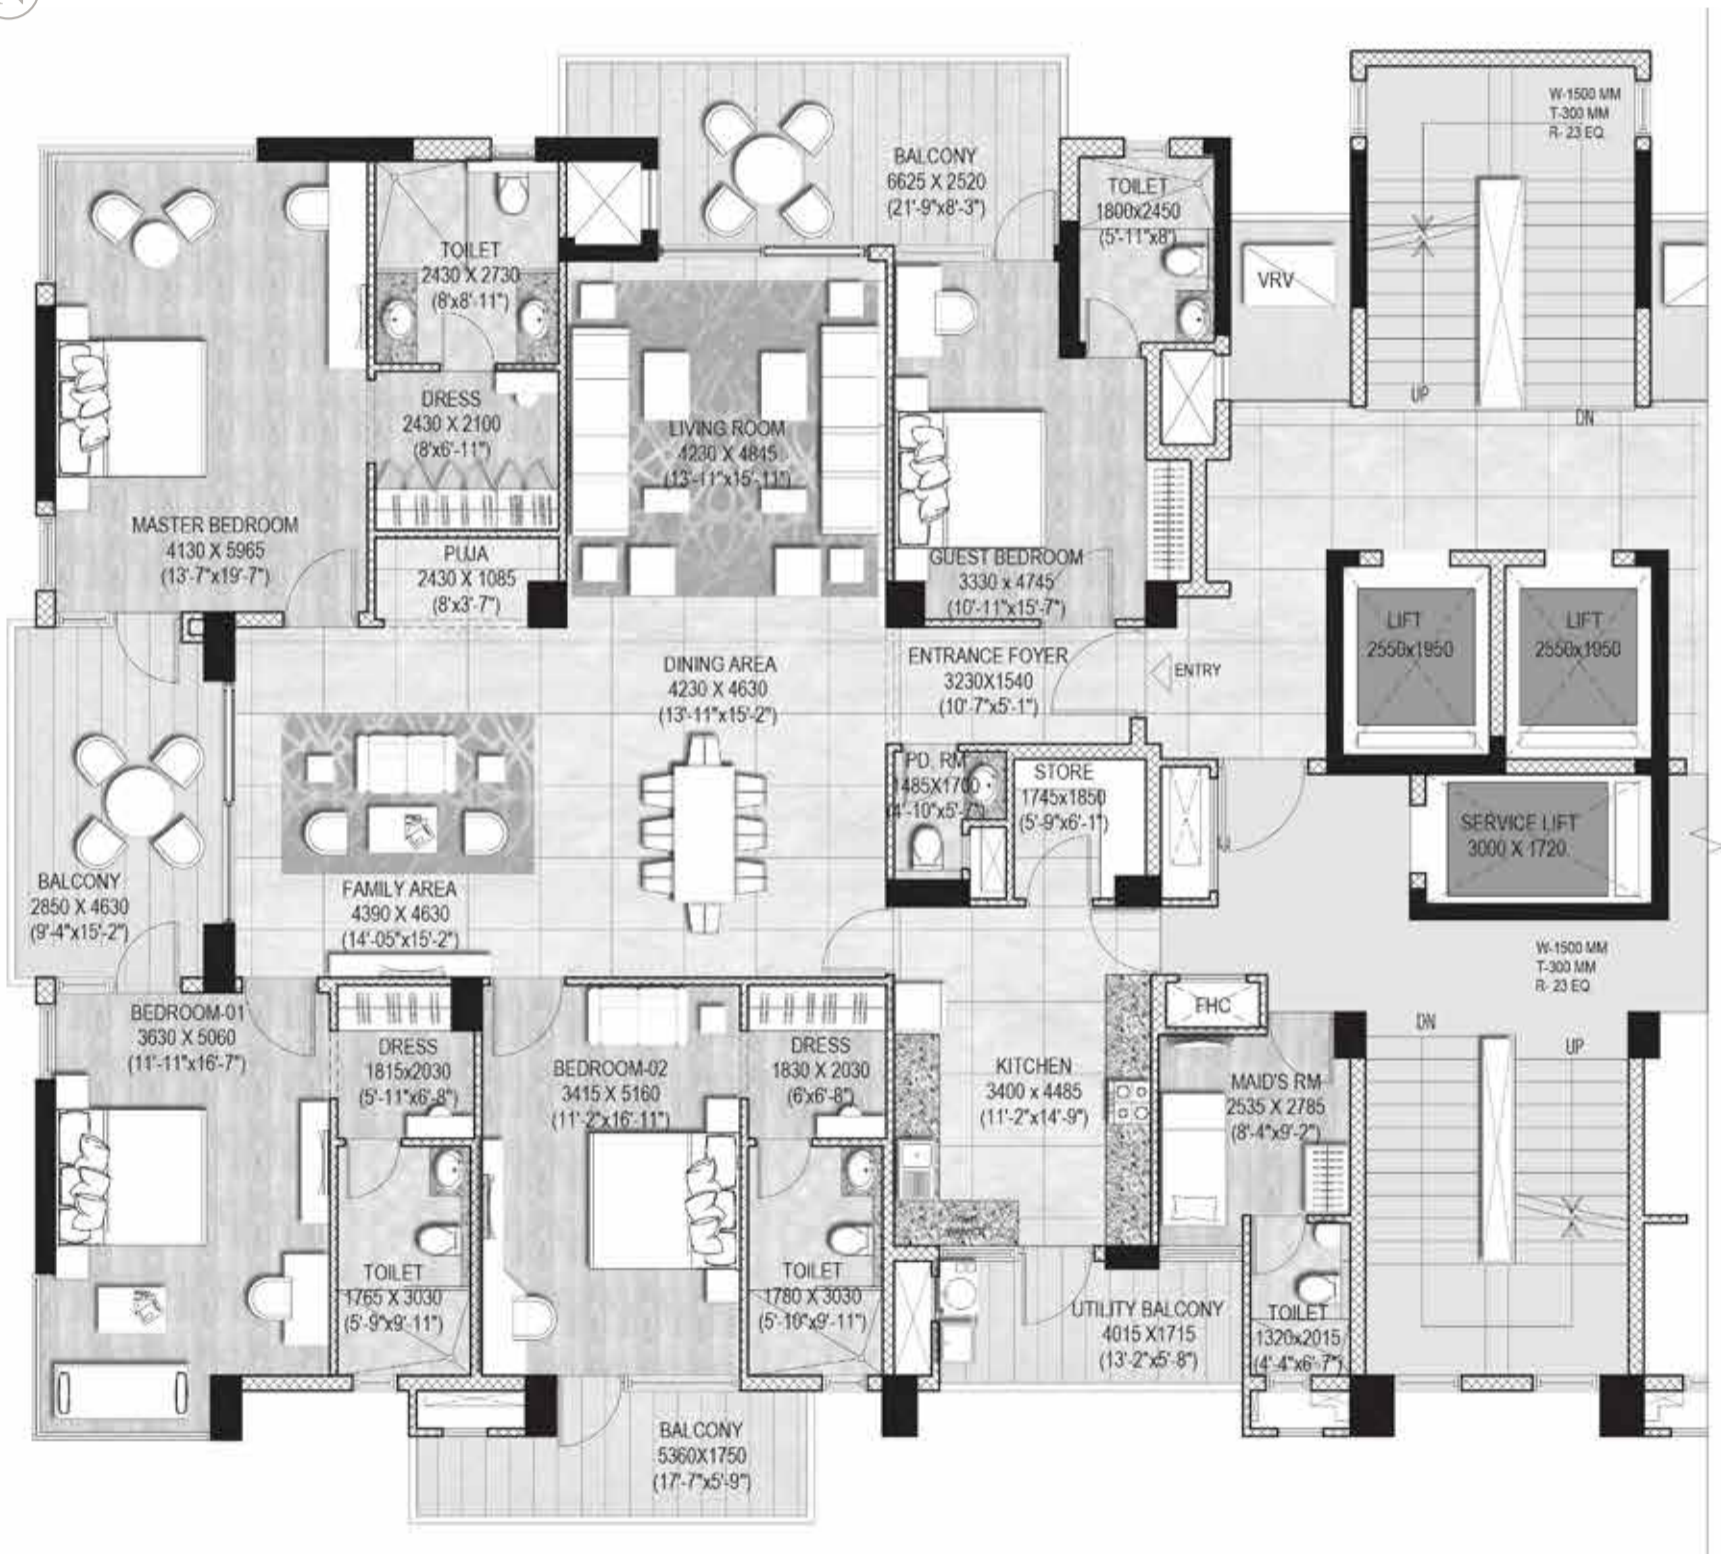 W-1500 MM
T-300 MM
R- 23 EQ
BALCONY
6625 X 2520
(21'-9"x8'-3")
TOILET
1800x2450
(5'-11"x8')
TOILET
2430 X 2730
(8'x8'-11")
VRV
UP
DN
DRESS
2430 X 2100
(8'x6'-11")
LIVING ROOM
4230 X 4845
(13'-11"x15'-11")
MASTER BEDROOM
4130 X 5965
(13'-7"x19'-7")
PUJA
2430 X 1085
(8'x3'-7")
GUEST BEDROOM
3330 x 4745
(10'-11"x15'-7")
LIFT
2550x1950
LIFT
2550x1950
DINING AREA
4230 X 4630
(13'-11"x15'-2")
ENTRANCE FOYER
3230X1540
(10'-7"x5'-1")
ENTRY
PD. RM
1485X1700
(4'-10"x5'-7")
STORE
1745x1850
(5'-9"x6'-1")
SERVICE LIFT
3000 X 1720
BALCONY
2850 X 4630
(9'-4"x15'-2")
FAMILY AREA
4390 X 4630
(14'-05"x15'-2")
W-1500 MM
T-300 MM
R- 23 EQ
BEDROOM-01
3630 X 5060
(11'-11"x16'-7")
FHC
DN
UP
DRESS
1815x2030
(5'-11"x6'-8")
BEDROOM-02
3415 X 5160
(11'-2"x16'-11")
DRESS
1830 X 2030
(6'x6'-8")
KITCHEN
3400 x 4485
(11'-2"x14'-9")
MAID'S RM
2535 X 2785
(8'-4"x9'-2")
TOILET
1765 X 3030
(5'-9"x9'-11")
TOILET
1780 X 3030
(5'-10"x9'-11")
UTILITY BALCONY
4015 X1715
(13'-2"x5'-8")
TOILET
1320x2015
(4'-4"x6'-7")
BALCONY
5360X1750
(17'-7"x5'-9")